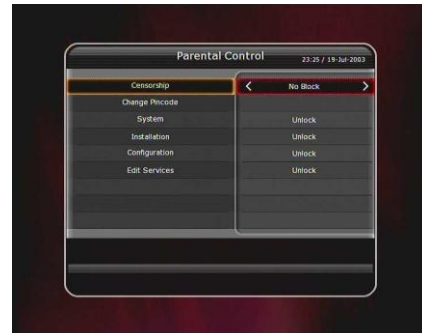 Parental Control 23:25 / 19-Jul-2003
Censorship < No Block >
Change Pincode
System Unlock
Installation Unlock
Configuration Unlock
Edit Services Unlock